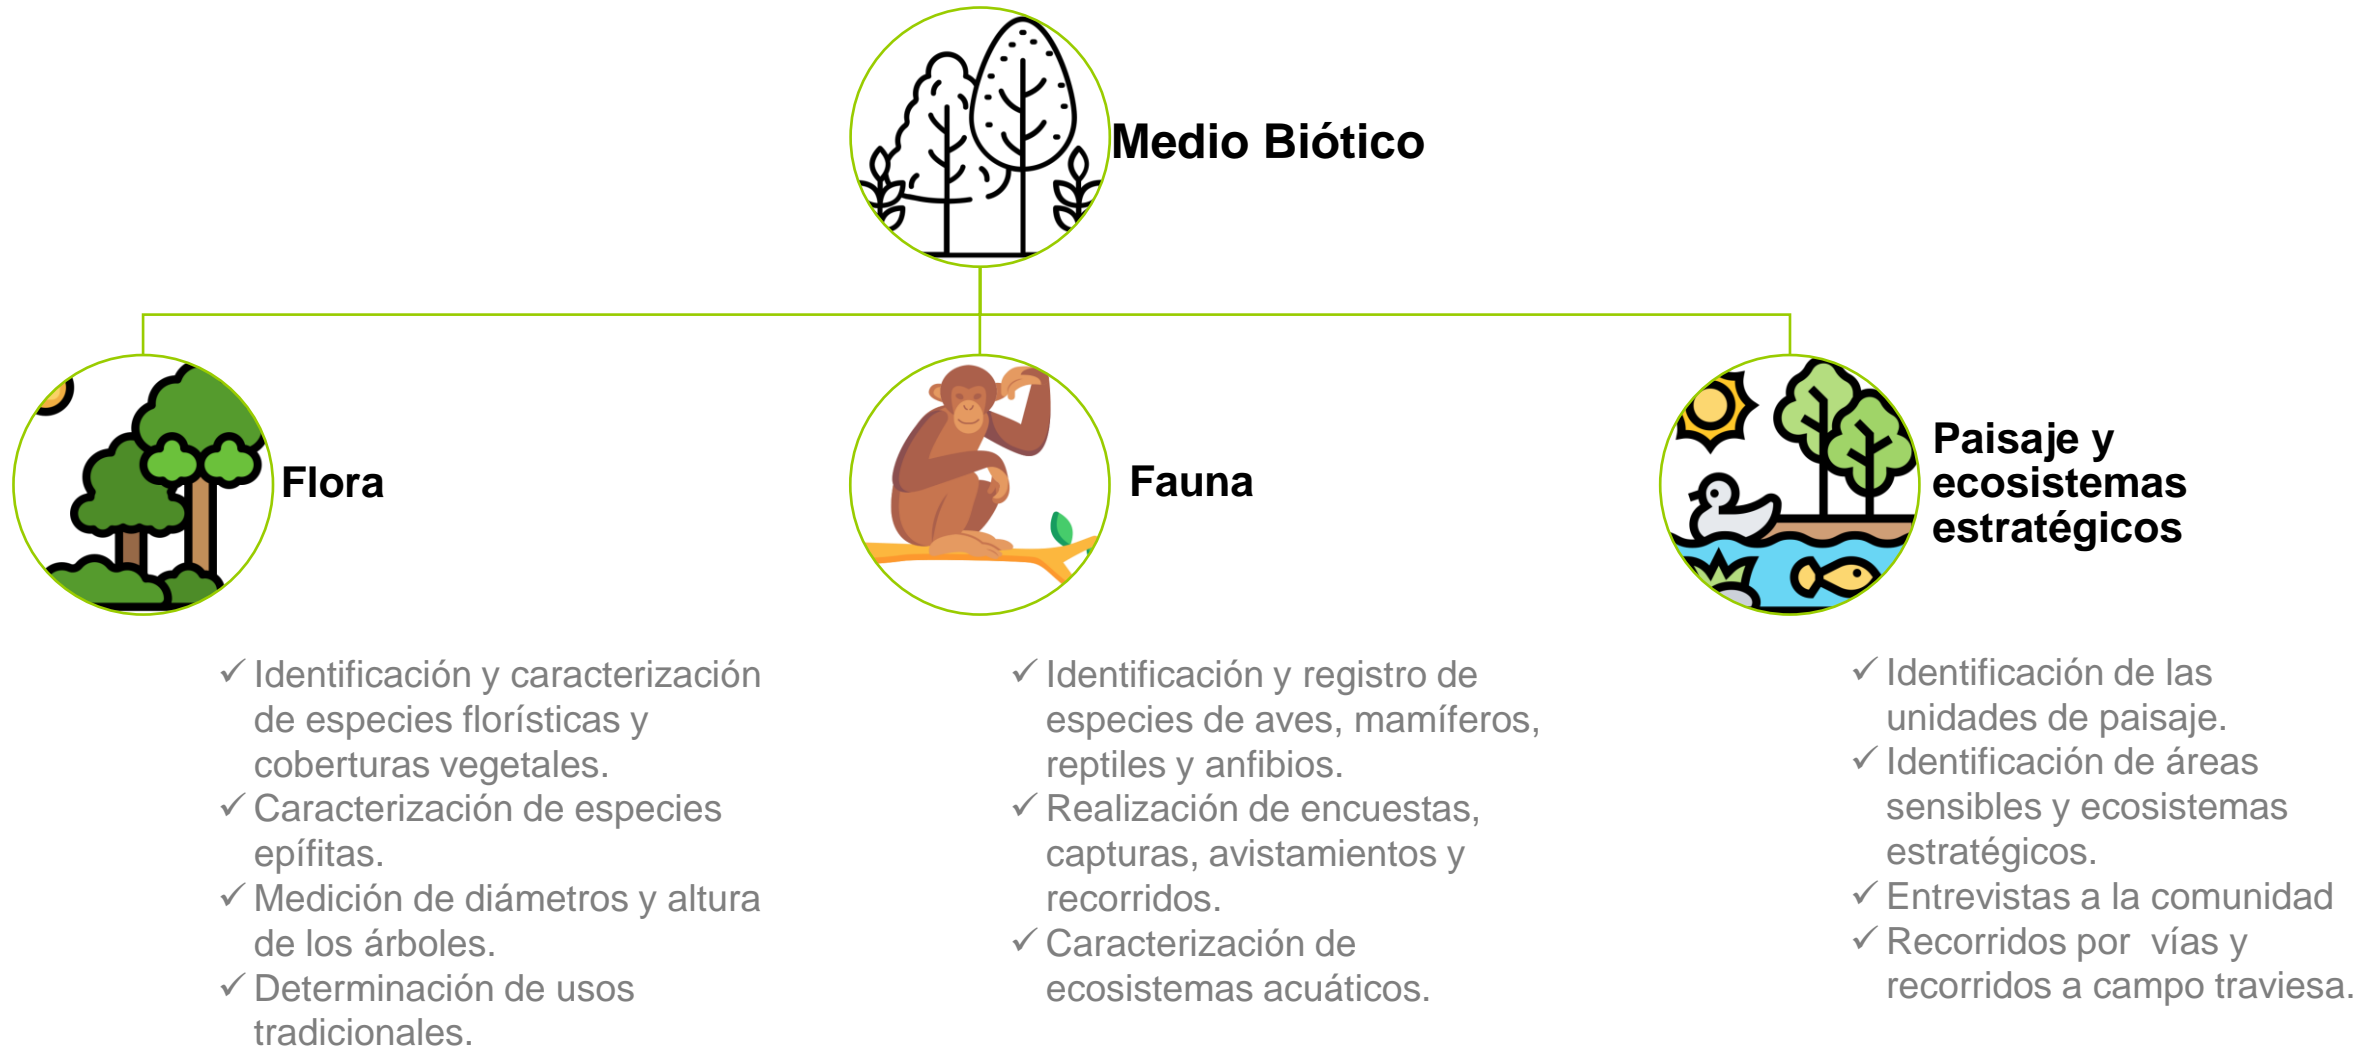 Medio Biótico
Flora
Fauna
Paisaje y
ecosistemas
estratégicos
✓ Identificación y caracterización
de especies florísticas y
coberturas vegetales.
✓ Caracterización de especies
epífitas.
✓ Medición de diámetros y altura
de los árboles.
✓ Determinación de usos
tradicionales.
✓ Identificación y registro de
especies de aves, mamíferos,
reptiles y anfibios.
✓ Realización de encuestas,
capturas, avistamientos y
recorridos.
✓ Caracterización de
ecosistemas acuáticos.
✓ Identificación de las
unidades de paisaje.
✓ Identificación de áreas
sensibles y ecosistemas
estratégicos.
✓ Entrevistas a la comunidad
✓ Recorridos por  vías y
recorridos a campo traviesa.